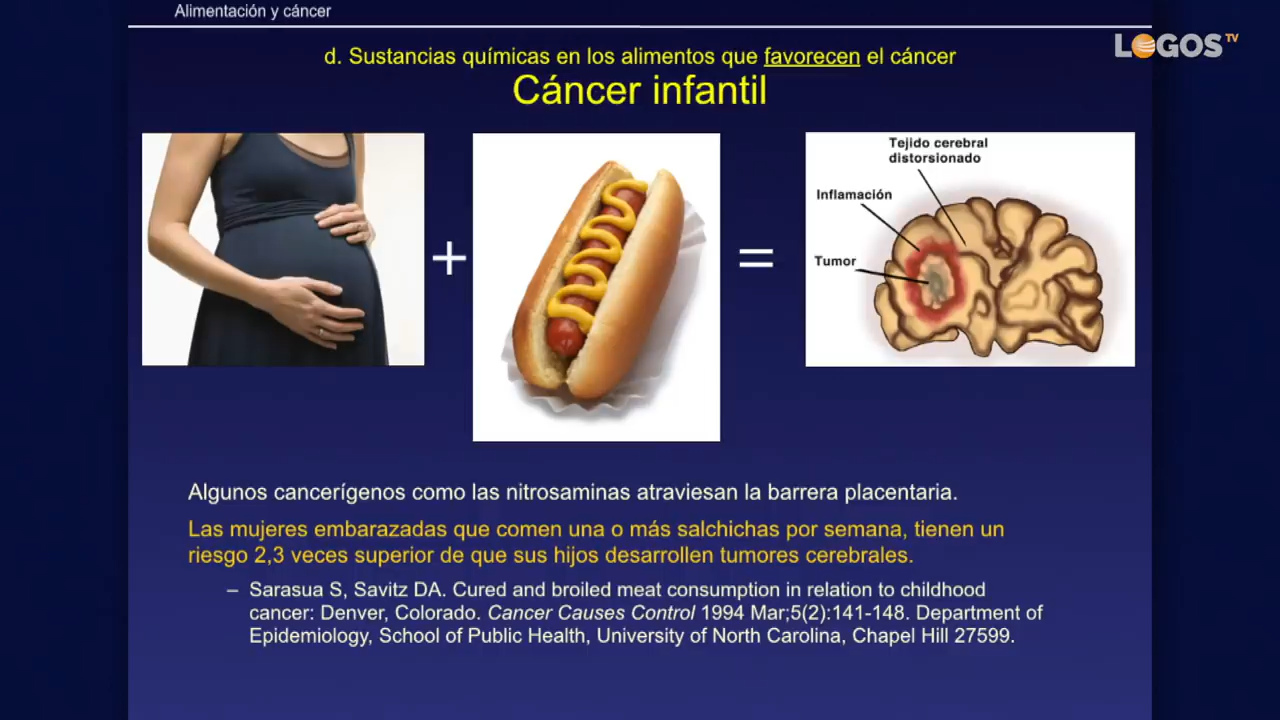 Alimentación y cáncer
LOGOS TV
d. Sustancias químicas en los alimentos que favorecen el cáncer
Cáncer infantil
+
=
Tejido cerebral
distorsionado
Inflamación
Tumor
Algunos cancerígenos como las nitrosaminas atraviesan la barrera placentaria.
Las mujeres embarazadas que comen una o más salchichas por semana, tienen un
riesgo 2,3 veces superior de que sus hijos desarrollen tumores cerebrales.
– Sarasua S, Savitz DA. Cured and broiled meat consumption in relation to childhood
cancer: Denver, Colorado. Cancer Causes Control 1994 Mar;5(2):141-148. Department of
Epidemiology, School of Public Health, University of North Carolina, Chapel Hill 27599.